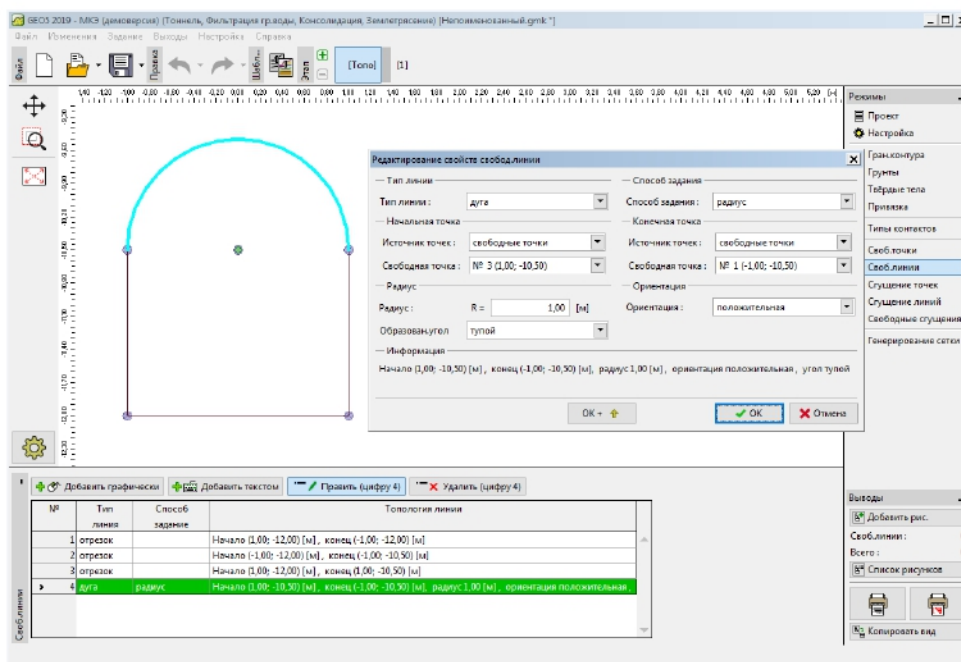 GEO5 2019 - МКЭ (демоверсия) (Тоннель, Фильтрация гр.воды, Консолидация, Землетрясение) [Непоименованный.gmk *]
Файл Изменения Задание Выходы Настройка Справка
Файл Правка Шабл... Этап [Топо] [1]
Режимы
Проект
Настройка
Гран.контура
Грунты
Твёрдые тела
Привязка
Типы контактов
Своб.точки
Своб.линии
Сгущение точек
Сгущение линий
Свободные сгущения
Генерирование сетки
Редактирование свойств свобод.линии
Тип линии
Способ задания
Тип линии : дуга
Способ задания : радиус
Начальная точка
Конечная точка
Источник точек : свободные точки
Источник точек : свободные точки
Свободная точка : № 3 (1,00; -10,50)
Свободная точка : № 1 (-1,00; -10,50)
Радиус
Ориентация
Радиус : R = 1,00 [м]
Ориентация : положительная
Образован.угол тупой
Информация
Начало (1,00; -10,50) [м] , конец (-1,00; -10,50) [м], радиус 1,00 [м] , ориентация положительная , угол тупой
OK + OK Отмена
Добавить графически Добавить текстом Править (цифру 4) Удалить (цифру 4)
№ Тип линия Способ задание Топология линии
1 отрезок Начало (1,00; -12,00) [м] , конец (-1,00; -12,00) [м]
2 отрезок Начало (-1,00; -12,00) [м] , конец (-1,00; -10,50) [м]
3 отрезок Начало (1,00; -12,00) [м] , конец (1,00; -10,50) [м]
4 дуга радиус Начало (1,00; -10,50) [м] , конец (-1,00; -10,50) [м], радиус 1,00 [м] , ориентация положительная ,
Своб.линии
Выводы
Добавить рис.
Своб.линии :
Всего :
Список рисунков
Копировать вид